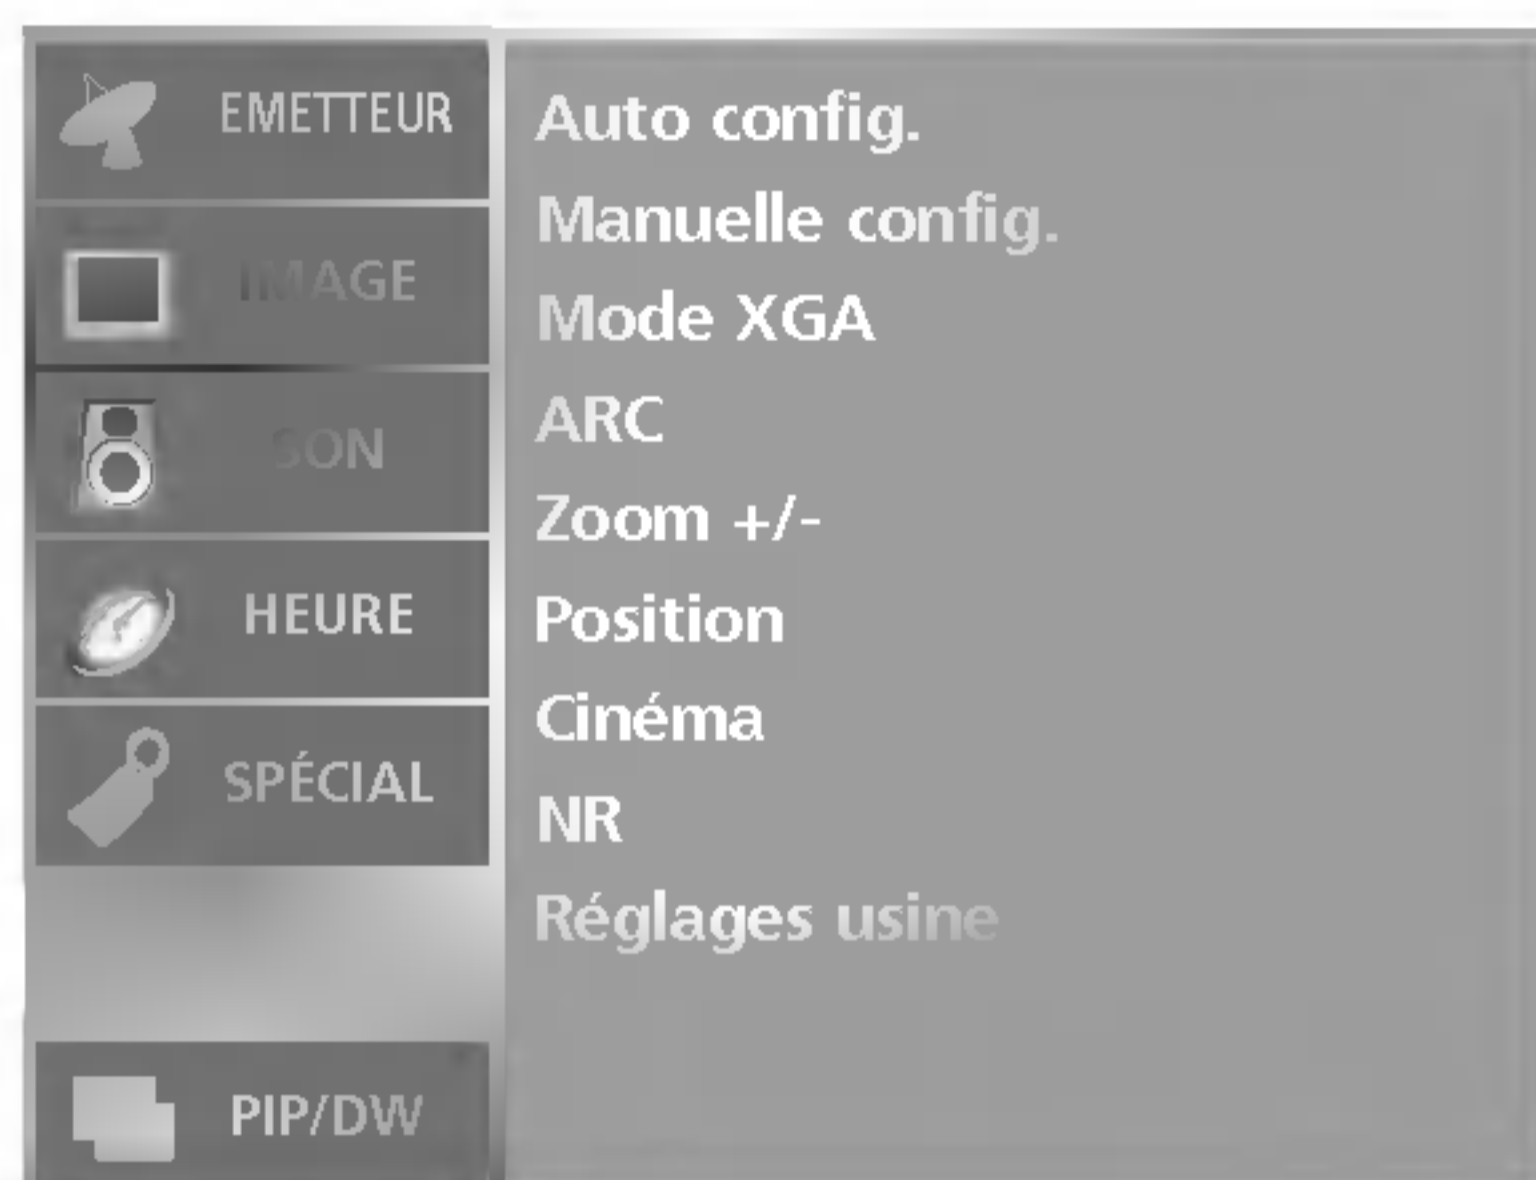 EMETTEUR
IMAGE
SON
HEURE
SPÉCIAL
PIP/DW
Auto config.
Manuelle config.
Mode XGA
ARC
Zoom +/-
Position
Cinéma
NR
Réglages usine